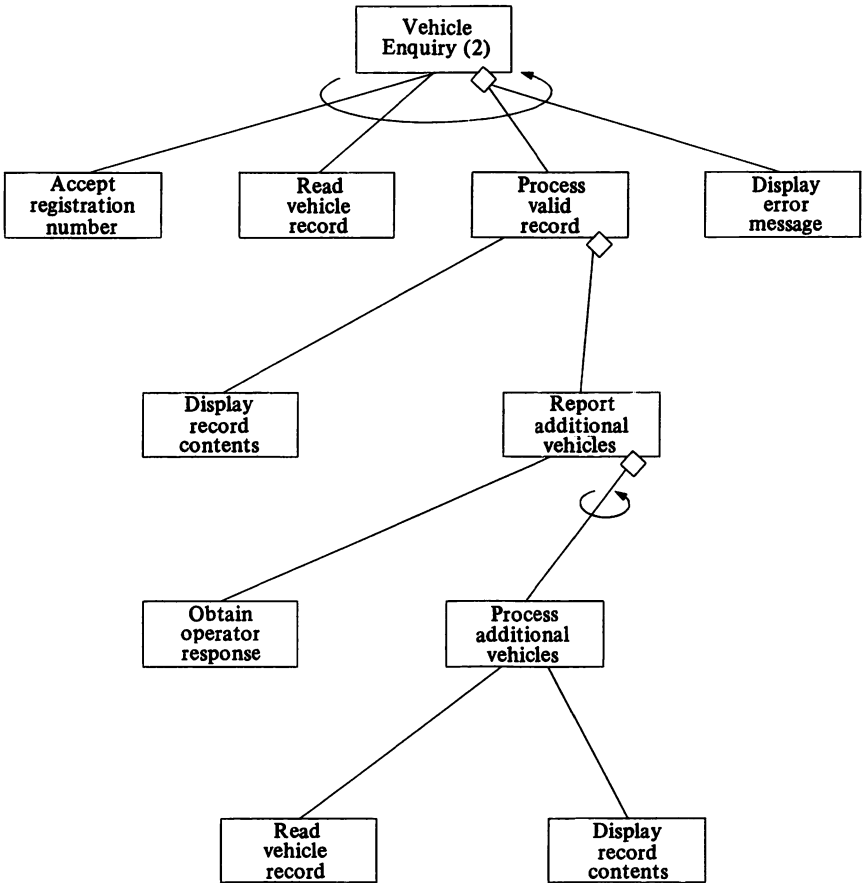 Vehicle
Enquiry (2)
Accept
registration
number
Read
vehicle
record
Process
valid
record
Display
error
message
Display
record
contents
Report
additional
vehicles
Obtain
operator
response
Process
additional
vehicles
Read
vehicle
record
Display
record
contents